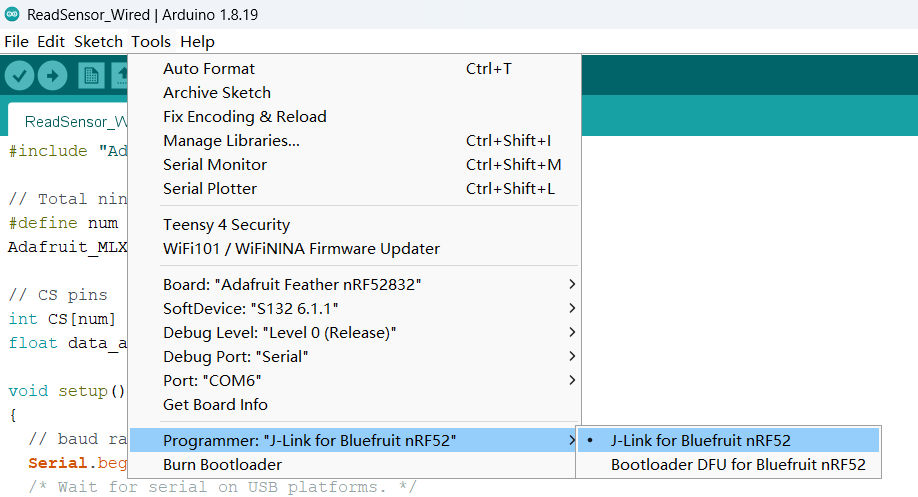 ReadSensor_Wired | Arduino 1.8.19
File Edit Sketch Tools Help
Auto Format Ctrl+T
Archive Sketch
Fix Encoding & Reload
Manage Libraries... Ctrl+Shift+I
Serial Monitor Ctrl+Shift+M
Serial Plotter Ctrl+Shift+L
Teensy 4 Security
WiFi101 / WiFiNINA Firmware Updater
Board: "Adafruit Feather nRF52832"
SoftDevice: "S132 6.1.1"
Debug Level: "Level 0 (Release)"
Debug Port: "Serial"
Port: "COM6"
Get Board Info
Programmer: "J-Link for Bluefruit nRF52"
Burn Bootloader
J-Link for Bluefruit nRF52
Bootloader DFU for Bluefruit nRF52
ReadSensor_W
#include "Ad
// Total nin
#define num
Adafruit_MLX
// CS pins
int CS[num]
float data_a
void setup()
{
// baud ra
Serial.beg
/* Wait for serial on USB platforms. */